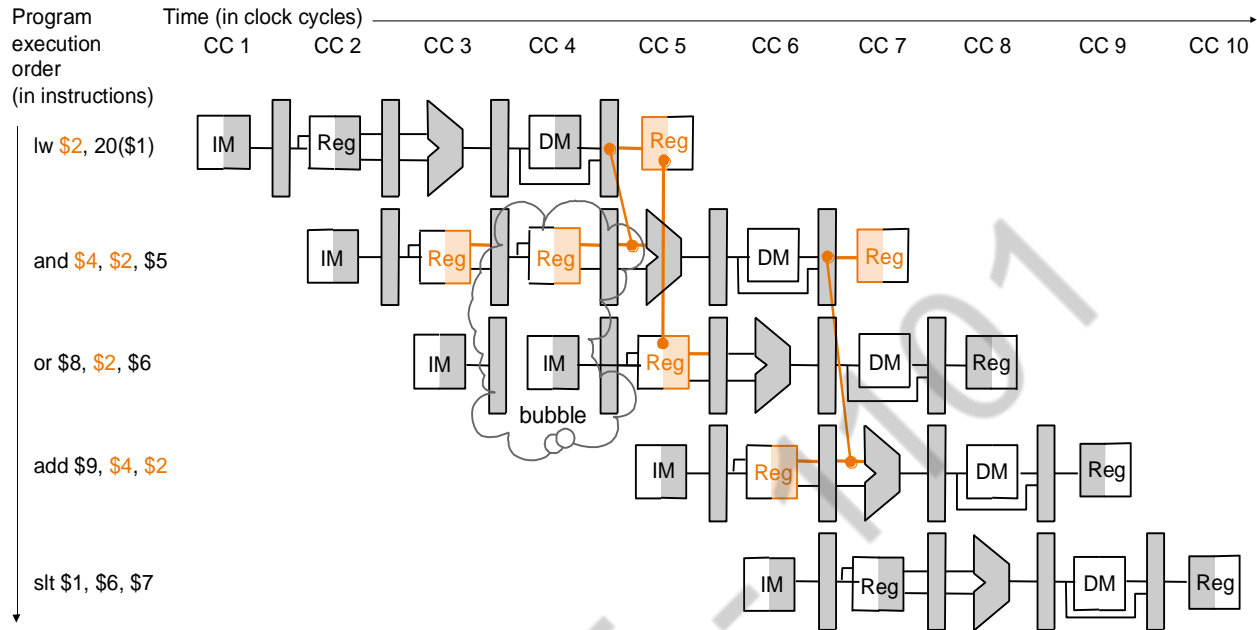 Program
execution
order
(in instructions)
Time (in clock cycles)
CC 1 CC 2 CC 3 CC 4 CC 5 CC 6 CC 7 CC 8 CC 9 CC 10
lw $2, 20($1)
IM Reg DM Reg
and $4, $2, $5
IM Reg Reg DM Reg
or $8, $2, $6
IM IM Reg DM Reg
bubble
add $9, $4, $2
IM Reg DM Reg
slt $1, $6, $7
IM Reg DM Reg
- 1101